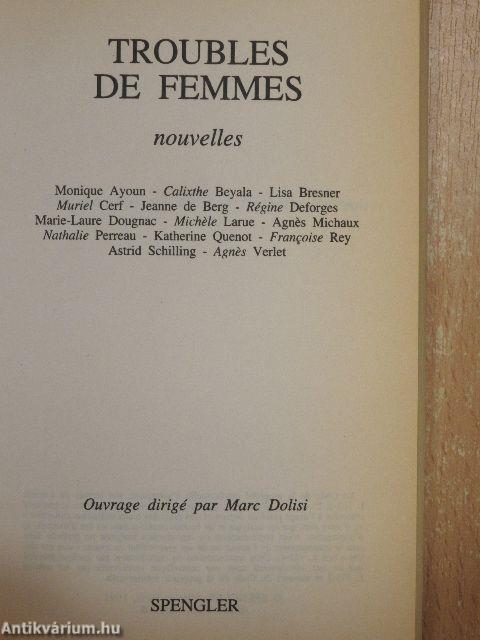 TROUBLES
DE FEMMES
nouvelles
Monique Ayoun - Calixthe Beyala - Lisa Bresner
Muriel Cerf - Jeanne de Berg - Régine Deforges
Marie-Laure Dougnac - Michèle Larue - Agnès Michaux
Nathalie Perreau - Katherine Quenot - Françoise Rey
Astrid Schilling - Agnès Verlet
Ouvrage dirigé par Marc Dolisi
SPENGLER
Antikvárium.hu